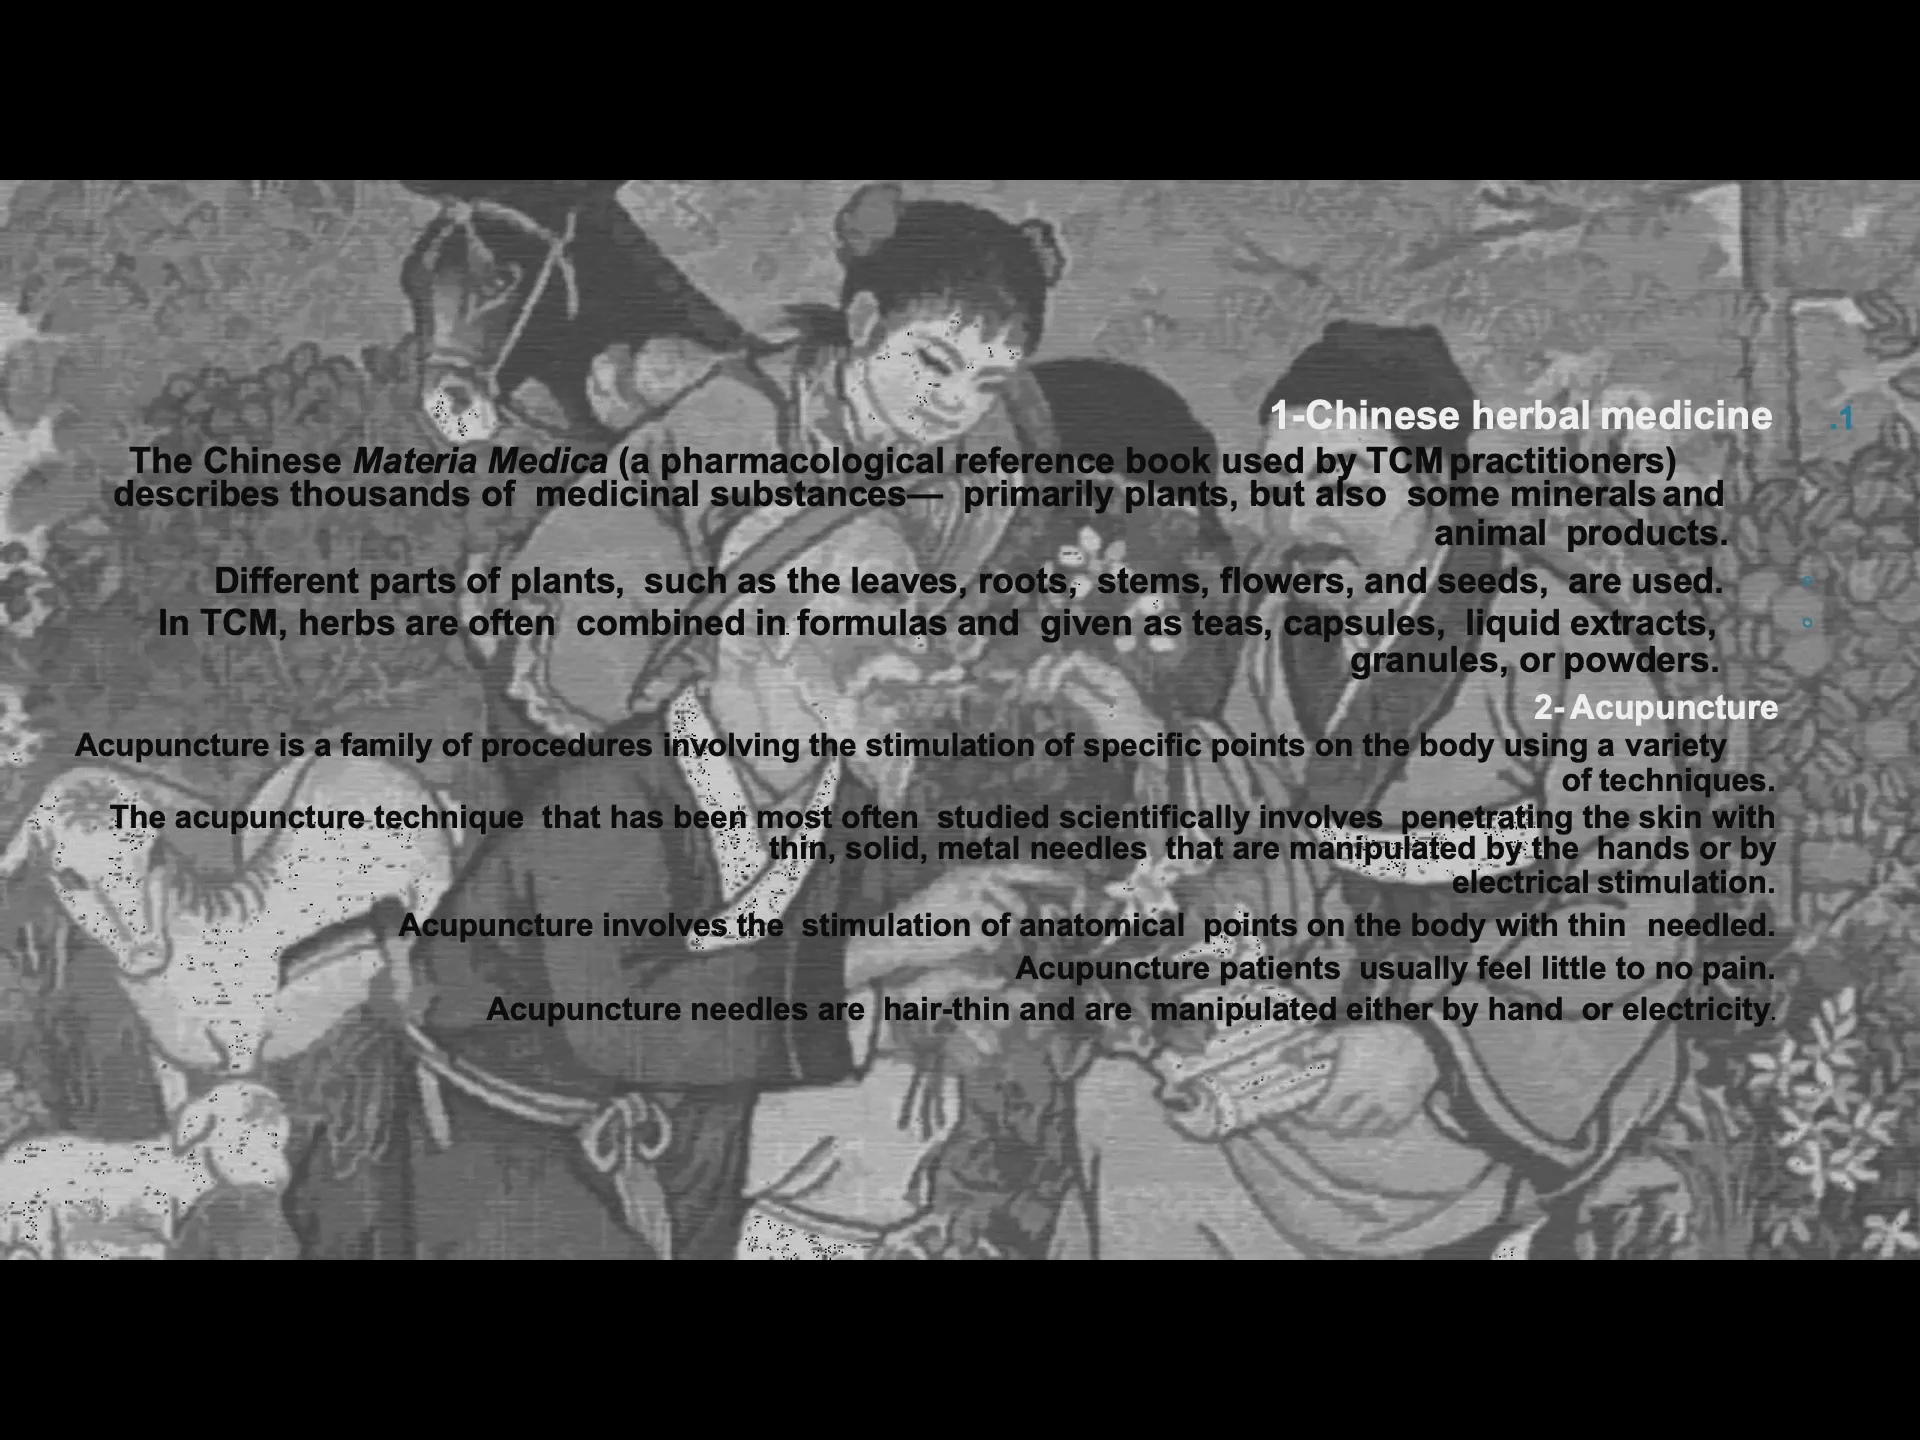 1-Chinese herbal medicine .1
The Chinese Materia Medica (a pharmacological reference book used by TCM practitioners)
describes thousands of medicinal substances— primarily plants, but also some minerals and
animal products.
Different parts of plants, such as the leaves, roots, stems, flowers, and seeds, are used.
In TCM, herbs are often combined in formulas and given as teas, capsules, liquid extracts,
granules, or powders.
2- Acupuncture
Acupuncture is a family of procedures involving the stimulation of specific points on the body using a variety
of techniques.
The acupuncture technique that has been most often studied scientifically involves penetrating the skin with
thin, solid, metal needles that are manipulated by the hands or by
electrical stimulation.
Acupuncture involves the stimulation of anatomical points on the body with thin needled.
Acupuncture patients usually feel little to no pain.
Acupuncture needles are hair-thin and are manipulated either by hand or electricity.